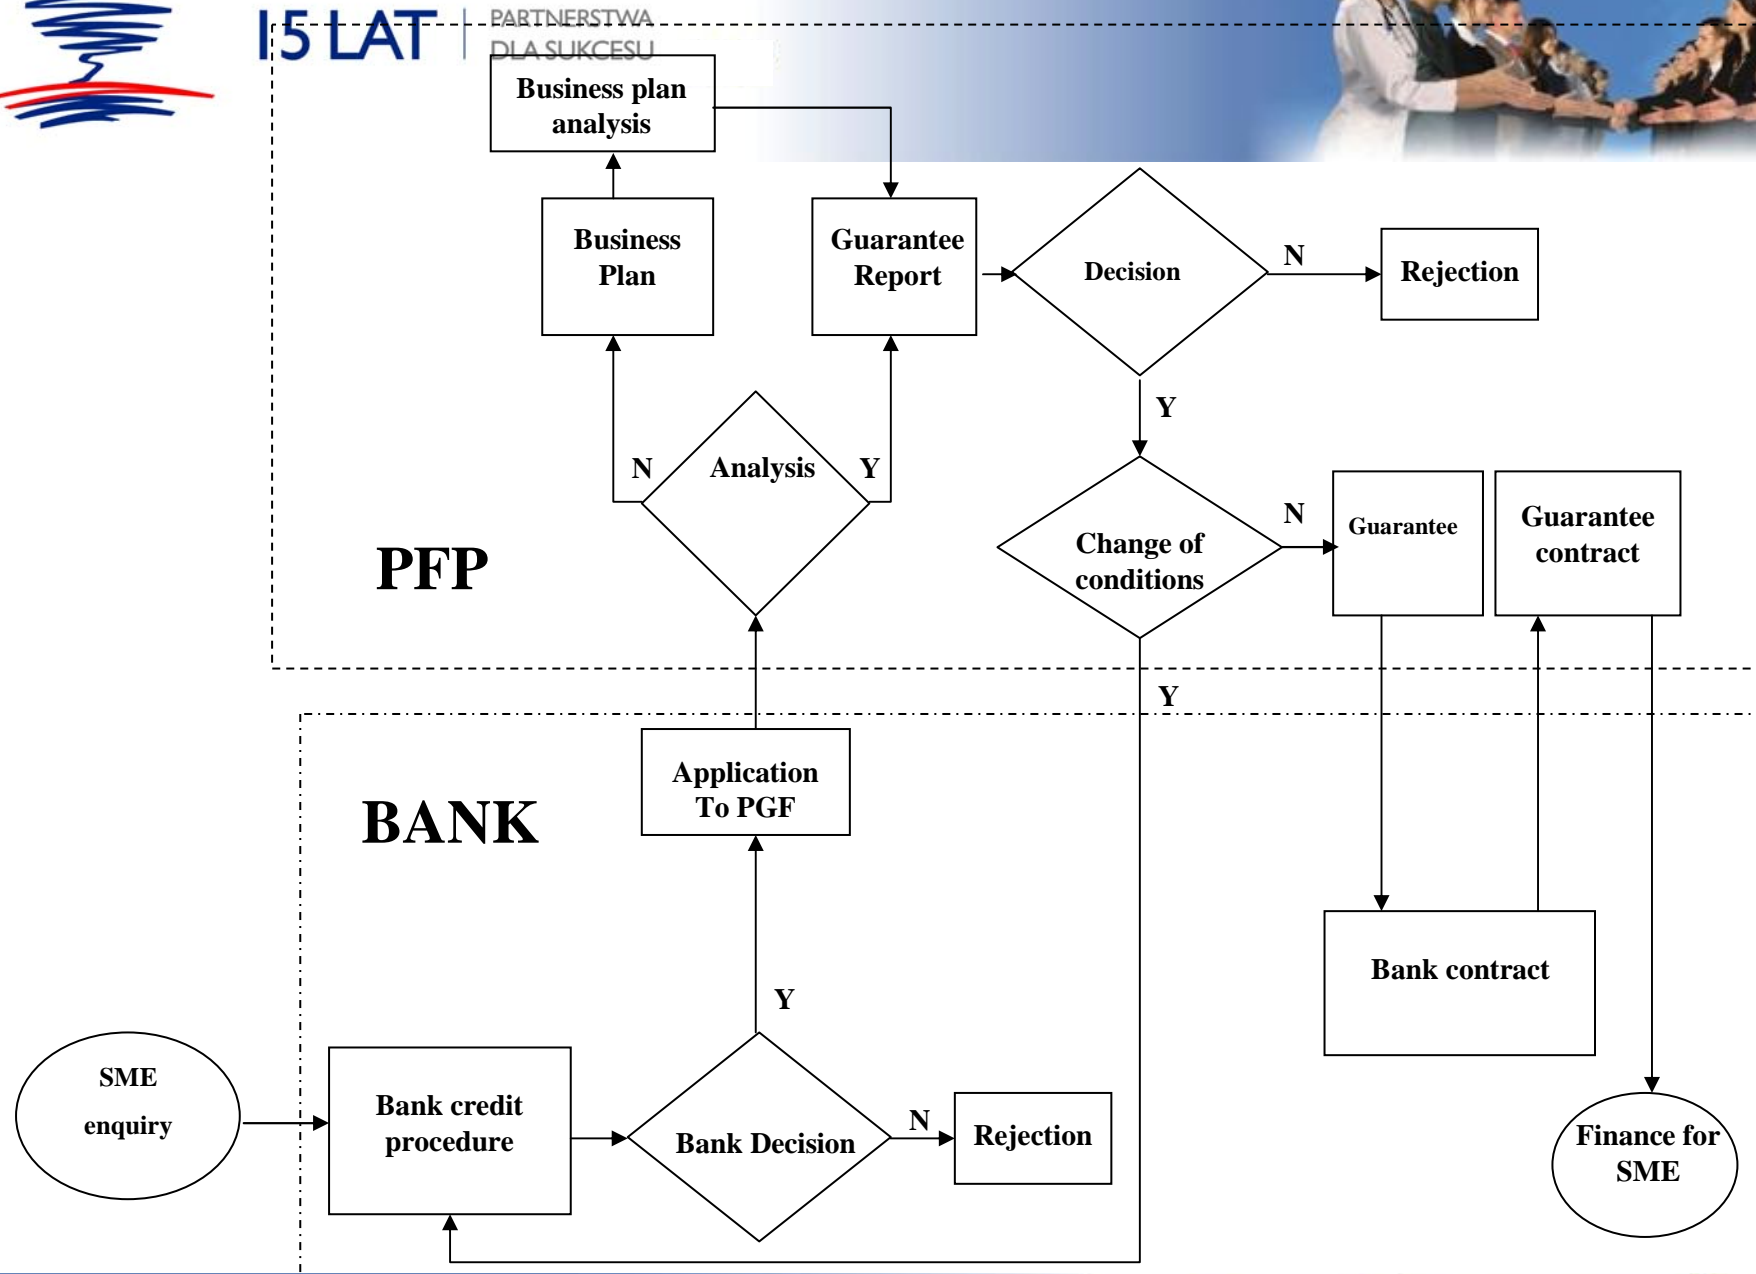 15 LAT
PARTNERSTWA
DLA SUKCESU
Business plan
analysis
Business
Plan
Guarantee
Report
Decision
N
Rejection
Y
N
Analysis
Y
Change of
conditions
N
Guarantee
Guarantee
contract
PFP
Y
BANK
Application
To PGF
Y
Bank contract
SME
enquiry
Bank credit
procedure
Bank Decision
N
Rejection
Finance for
SME